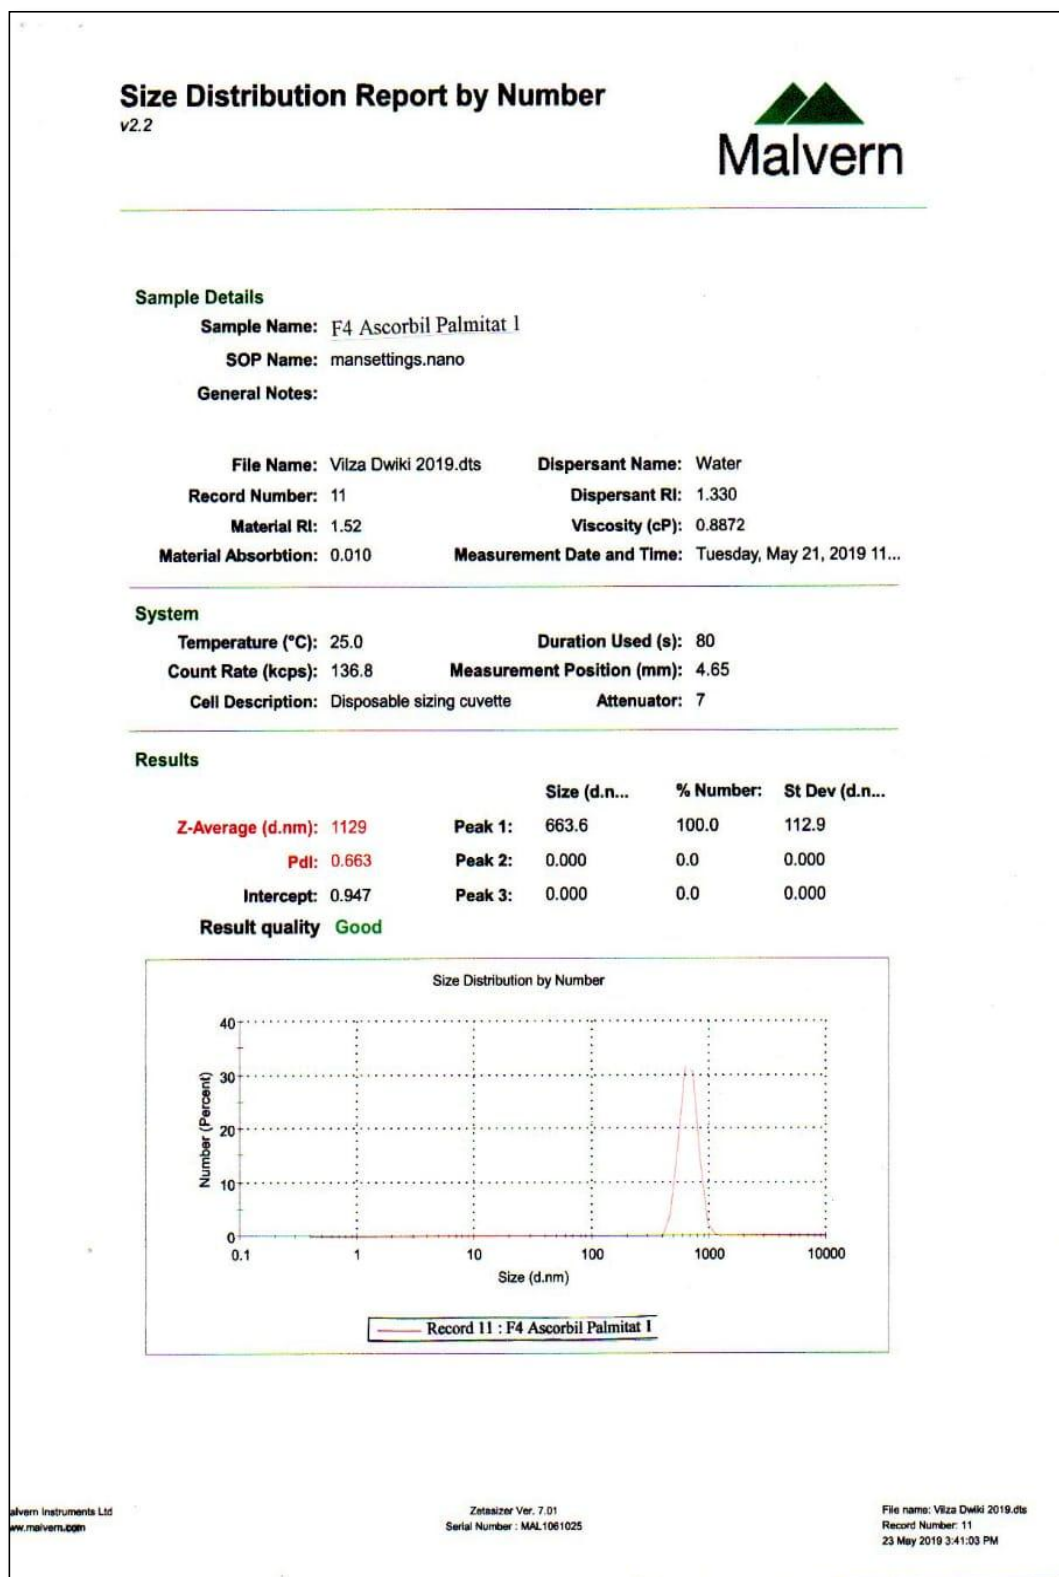 Size Distribution Report by Number
v2.2
Malvern
Sample Details
Sample Name: F4 Ascorbil Palmitat 1
SOP Name: mansettings.nano
General Notes:
File Name: Vilza Dwiki 2019.dts Dispersant Name: Water
Record Number: 11 Dispersant RI: 1.330
Material RI: 1.52 Viscosity (cP): 0.8872
Material Absorbtion: 0.010 Measurement Date and Time: Tuesday, May 21, 2019 11...
System
Temperature (°C): 25.0 Duration Used (s): 80
Count Rate (kcps): 136.8 Measurement Position (mm): 4.65
Cell Description: Disposable sizing cuvette Attenuator: 7
Results
Size (d.n... % Number: St Dev (d.n...
Z-Average (d.nm): 1129 Peak 1: 663.6 100.0 112.9
PdI: 0.663 Peak 2: 0.000 0.0 0.000
Intercept: 0.947 Peak 3: 0.000 0.0 0.000
Result quality Good
Size Distribution by Number
Number (Percent)
40
30
20
10
0
0.1 1 10 100 1000 10000
Size (d.nm)
Record 11 : F4 Ascorbil Palmitat 1
alvern Instruments Ltd
ww.malvern.com
Zetasizer Ver. 7.01
Serial Number : MAL1061025
File name: Vilza Dwiki 2019.dts
Record Number: 11
23 May 2019 3:41:03 PM